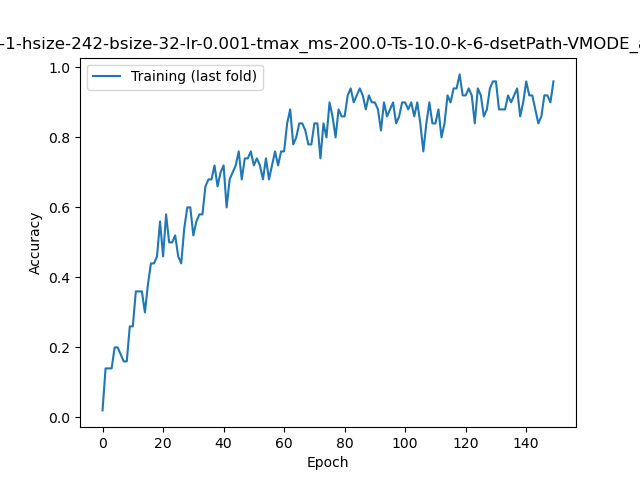 -1-hsize-242-bsize-32-lr-0.001-tmax_ms-200.0-Ts-10.0-k-6-dsetPath-VMODE_a
Training (last fold)
1.0
0.8
0.6
0.4
0.2
0.0
Accuracy
0 20 40 60 80 100 120 140
Epoch